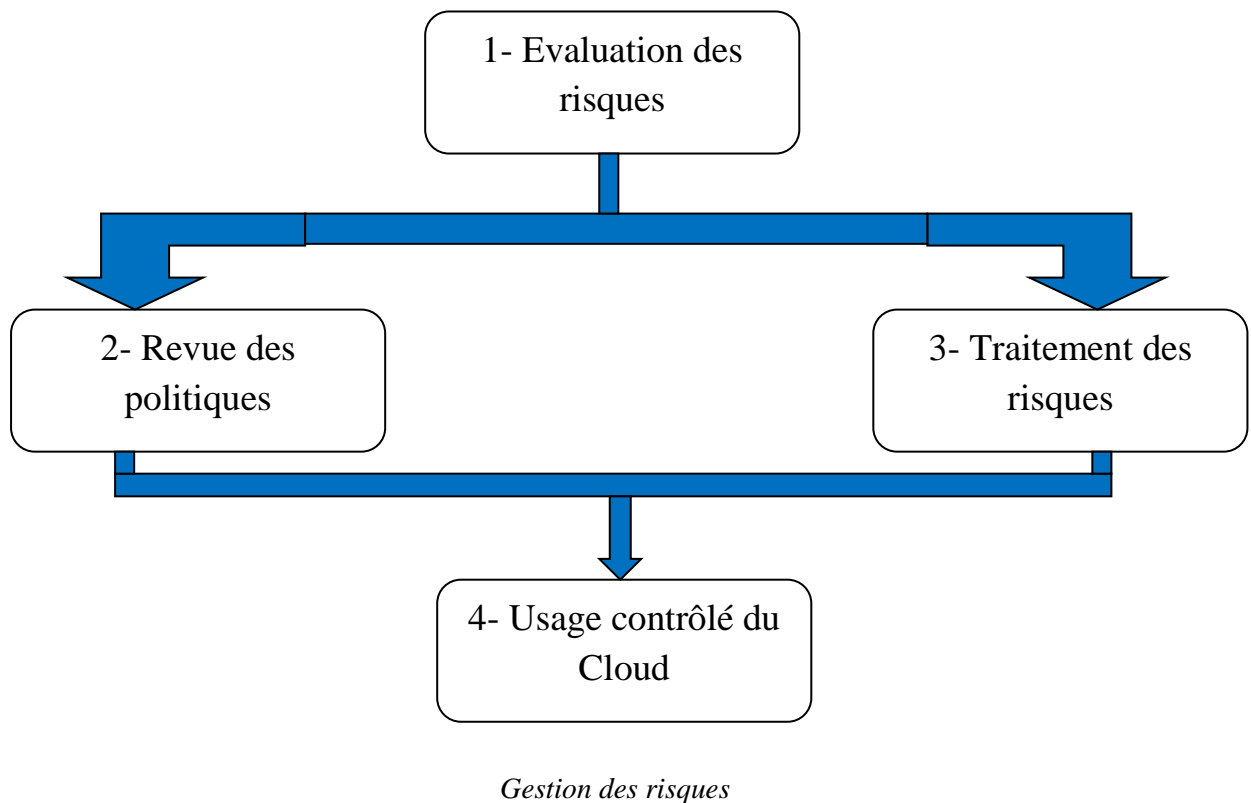 1- Evaluation des
risques
2- Revue des
politiques
3- Traitement des
risques
4- Usage contrôlé du
Cloud
Gestion des risques